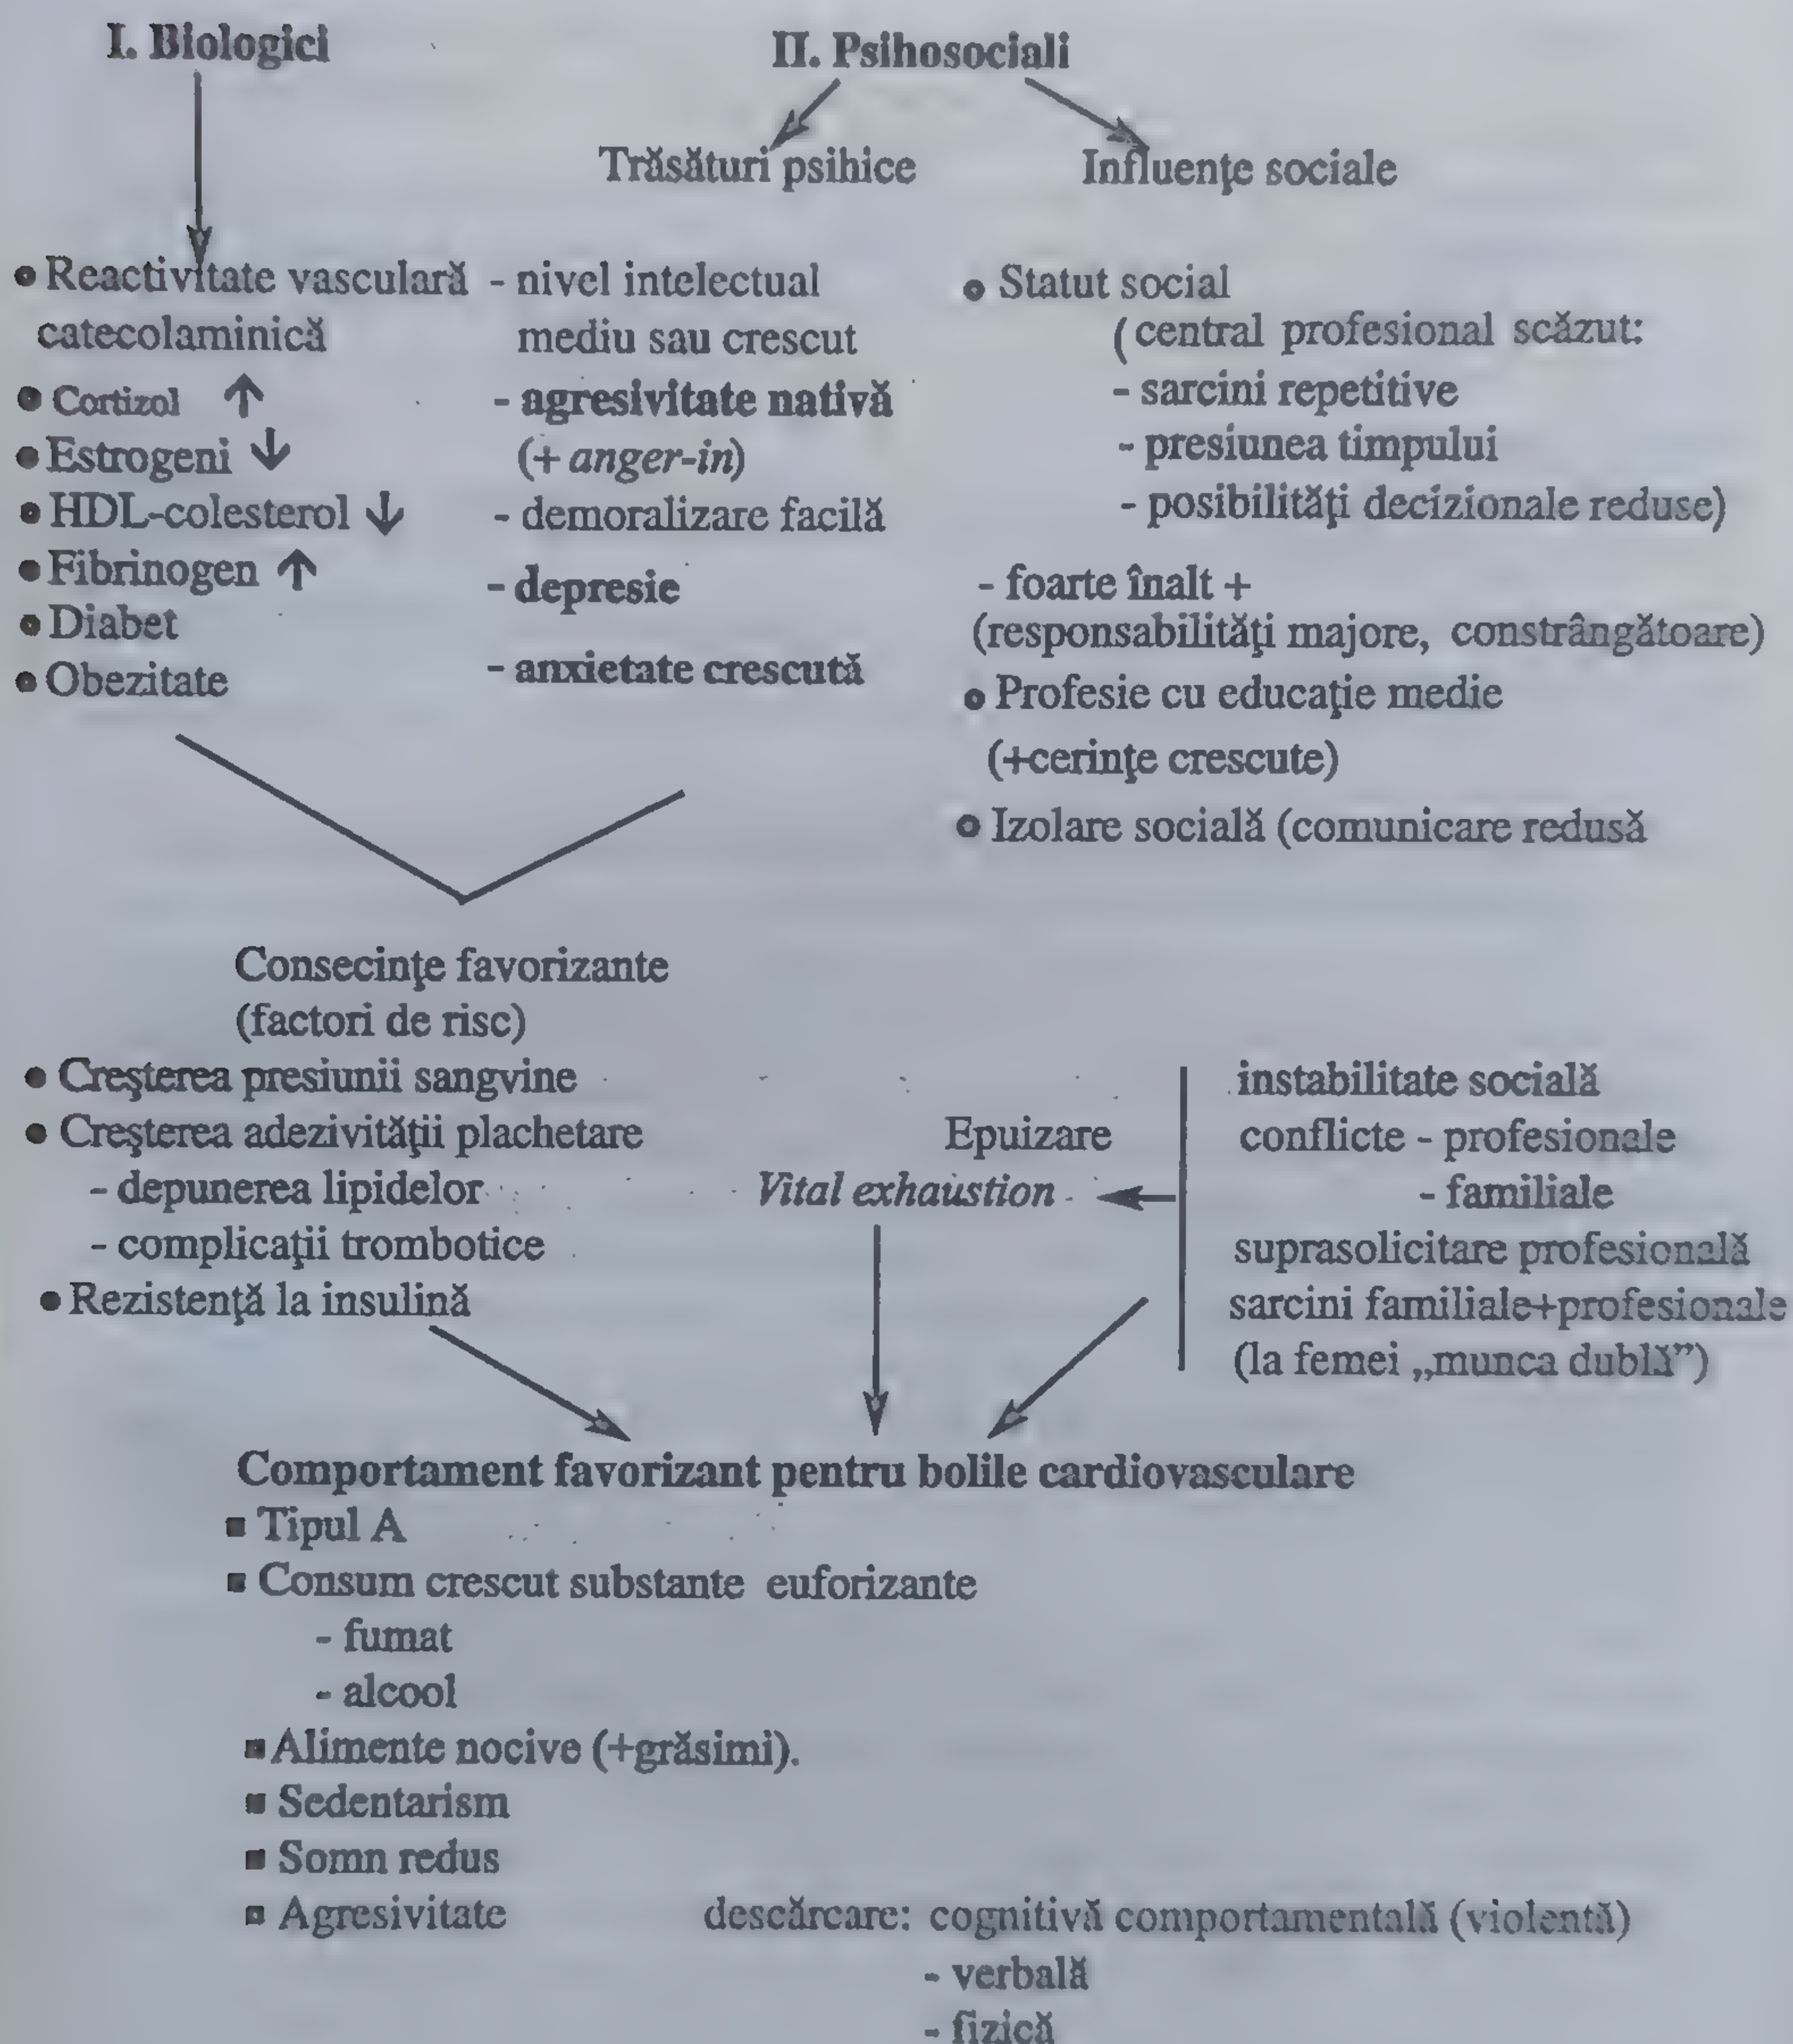 I. Biologici
II. Psihosociali
Trăsături psihice
Influenţe sociale
• Reactivitate vasculară
catecolaminică
• Cortizol ↑
• Estrogeni ↓
• HDL-colesterol ↓
• Fibrinogen ↑
• Diabet
• Obezitate
- nivel intelectual
mediu sau crescut
- agresivitate nativă
(+ anger-in)
- demoralizare facilă
- depresie
- anxietate crescută
• Statut social
(central profesional scăzut:
- sarcini repetitive
- presiunea timpului
- posibilităţi decizionale reduse)
- foarte înalt +
(responsabilităţi majore, constrângătoare)
• Profesie cu educaţie medie
(+cerinţe crescute)
• Izolare socială (comunicare redusă
Consecinţe favorizante
(factori de risc)
• Creşterea presiunii sangvine
• Creşterea adezivităţii plachetare
- depunerea lipidelor
- complicaţii trombotice
• Rezistenţă la insulină
Epuizare
Vital exhaustion
instabilitate socială
conflicte - profesionale
- familiale
suprasolicitare profesională
sarcini familiale+profesionale
(la femei „munca dublă”)
Comportament favorizant pentru bolile cardiovasculare
▪ Tipul A
▪ Consum crescut substante euforizante
- fumat
- alcool
▪ Alimente nocive (+grăsimi).
▪ Sedentarism
▪ Somn redus
▪ Agresivitate descărcare: cognitivă comportamentală (violentă)
- verbală
- fizică